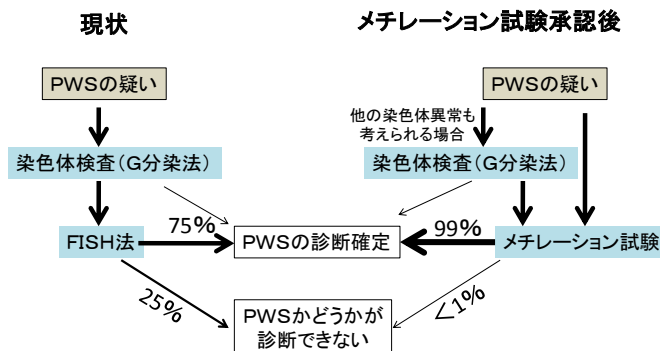 現状
メチレーション試験承認後
PWSの疑い
PWSの疑い
他の染色体異常も
考えられる場合
染色体検査(G分染法)
染色体検査(G分染法)
75%
99%
FISH法
PWSの診断確定
メチレーション試験
25%
<1%
PWSかどうかが
診断できない